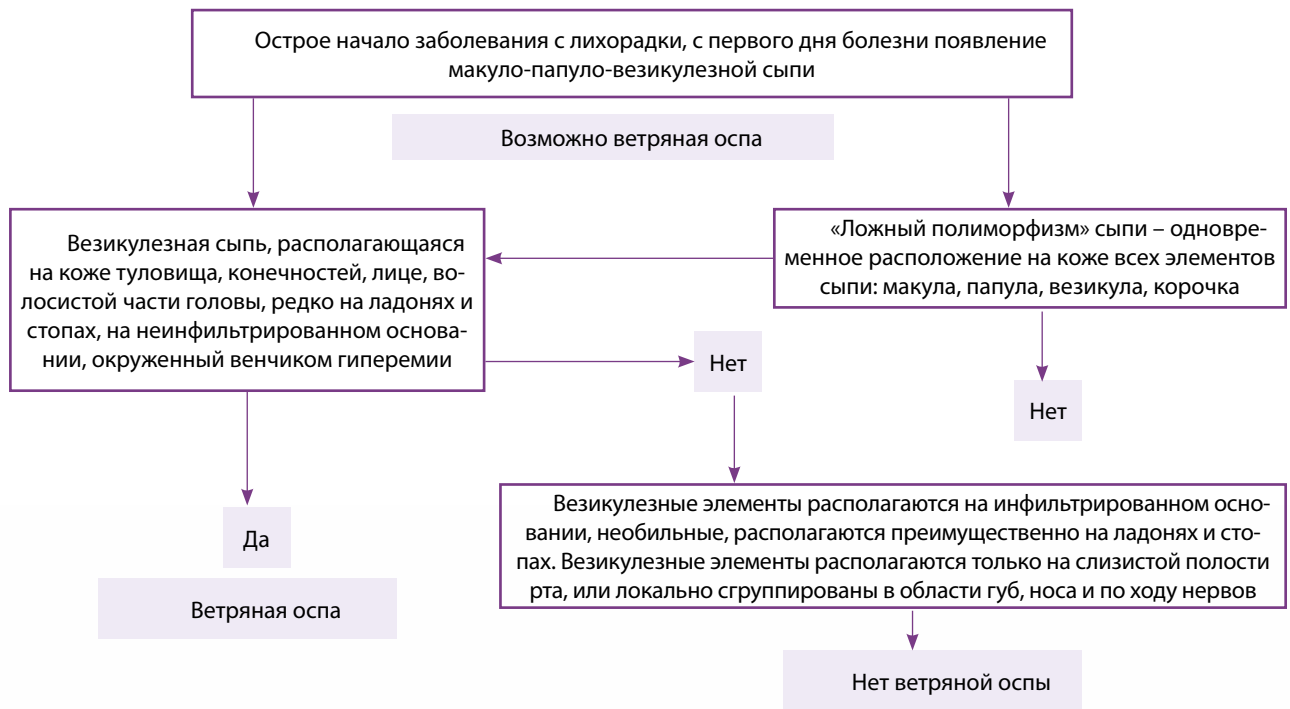 Острое начало заболевания с лихорадки, с первого дня болезни появление
макуло-папуло-везикулезной сыпи
Возможно ветряная оспа
Везикулезная сыпь, располагающаяся
на коже туловища, конечностей, лице, во-
лосистой части головы, редко на ладонях и
стопах, на неинфильтрированном основа-
нии, окруженный венчиком гиперемии
«Ложный полиморфизм» сыпи – одновре-
менное расположение на коже всех элементов
сыпи: макула, папула, везикула, корочка
Нет
Нет
Везикулезные элементы располагаются на инфильтрированном осно-
вании, необильные, располагаются преимущественно на ладонях и сто-
пах. Везикулезные элементы располагаются только на слизистой полости
рта, или локально сгруппированы в области губ, носа и по ходу нервов
Да
Ветряная оспа
Нет ветряной оспы